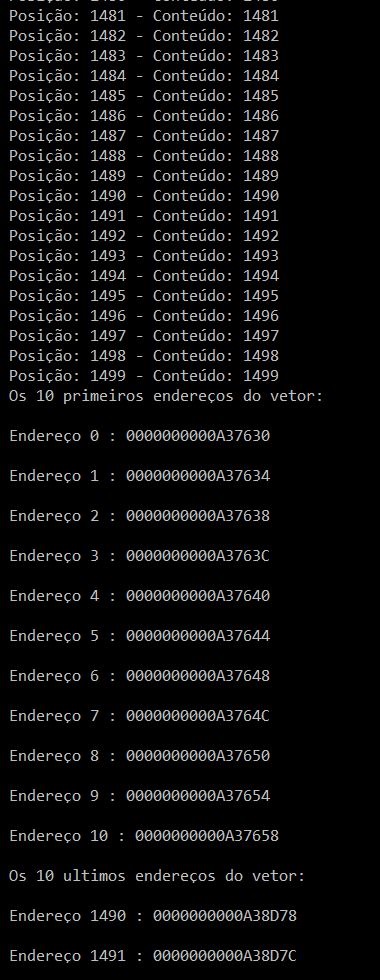 Posição: 1481 - Conteúdo: 1481
Posição: 1482 - Conteúdo: 1482
Posição: 1483 - Conteúdo: 1483
Posição: 1484 - Conteúdo: 1484
Posição: 1485 - Conteúdo: 1485
Posição: 1486 - Conteúdo: 1486
Posição: 1487 - Conteúdo: 1487
Posição: 1488 - Conteúdo: 1488
Posição: 1489 - Conteúdo: 1489
Posição: 1490 - Conteúdo: 1490
Posição: 1491 - Conteúdo: 1491
Posição: 1492 - Conteúdo: 1492
Posição: 1493 - Conteúdo: 1493
Posição: 1494 - Conteúdo: 1494
Posição: 1495 - Conteúdo: 1495
Posição: 1496 - Conteúdo: 1496
Posição: 1497 - Conteúdo: 1497
Posição: 1498 - Conteúdo: 1498
Posição: 1499 - Conteúdo: 1499
Os 10 primeiros endereços do vetor:
Endereço 0 : 0000000000A37630
Endereço 1 : 0000000000A37634
Endereço 2 : 0000000000A37638
Endereço 3 : 0000000000A3763C
Endereço 4 : 0000000000A37640
Endereço 5 : 0000000000A37644
Endereço 6 : 0000000000A37648
Endereço 7 : 0000000000A3764C
Endereço 8 : 0000000000A37650
Endereço 9 : 0000000000A37654
Endereço 10 : 0000000000A37658
Os 10 ultimos endereços do vetor:
Endereço 1490 : 0000000000A38D78
Endereço 1491 : 0000000000A38D7C